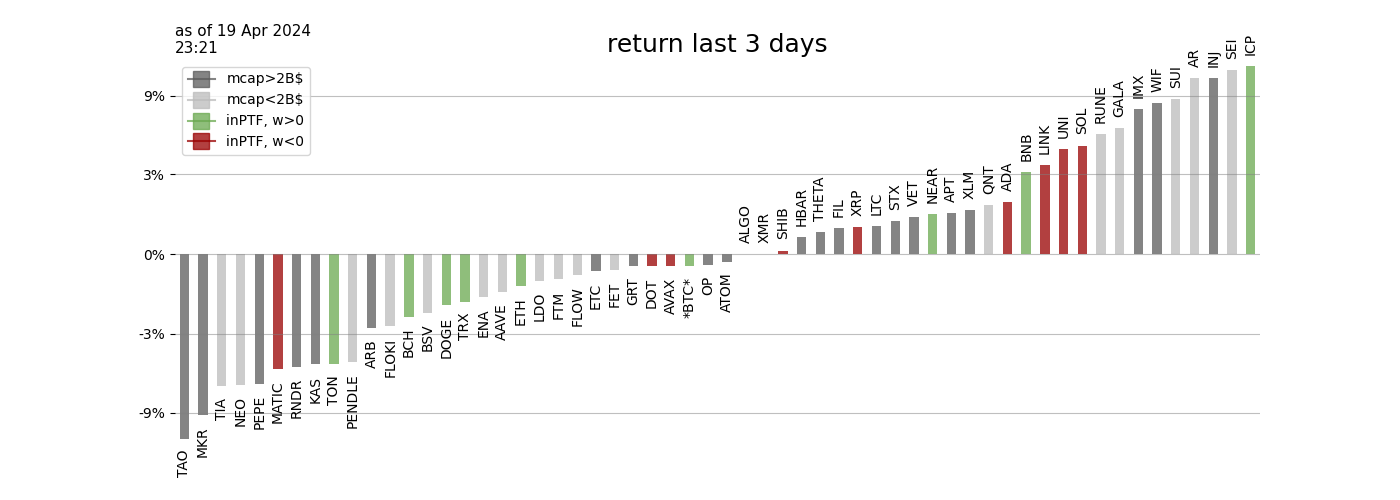 as of 19 Apr 2024
23:21
return last 3 days
mcap>2B$
mcap<2B$
inPTF, w>0
inPTF, w<0
9%
3%
0%
-3%
-9%
TAO
MKR
TIA
NEO
PEPE
MATIC
RNDR
KAS
TON
PENDLE
ARB
FLOKI
BCH
BSV
DOGE
TRX
ENA
AAVE
ETH
LDO
FTM
FLOW
ETC
FET
GRT
DOT
AVAX
*BTC*
OP
ATOM
ALGO
XMR
SHIB
HBAR
THETA
FIL
XRP
LTC
STX
VET
NEAR
APT
XLM
QNT
ADA
BNB
LINK
UNI
SOL
RUNE
GALA
IMX
WIF
SUI
AR
INJ
SEI
ICP